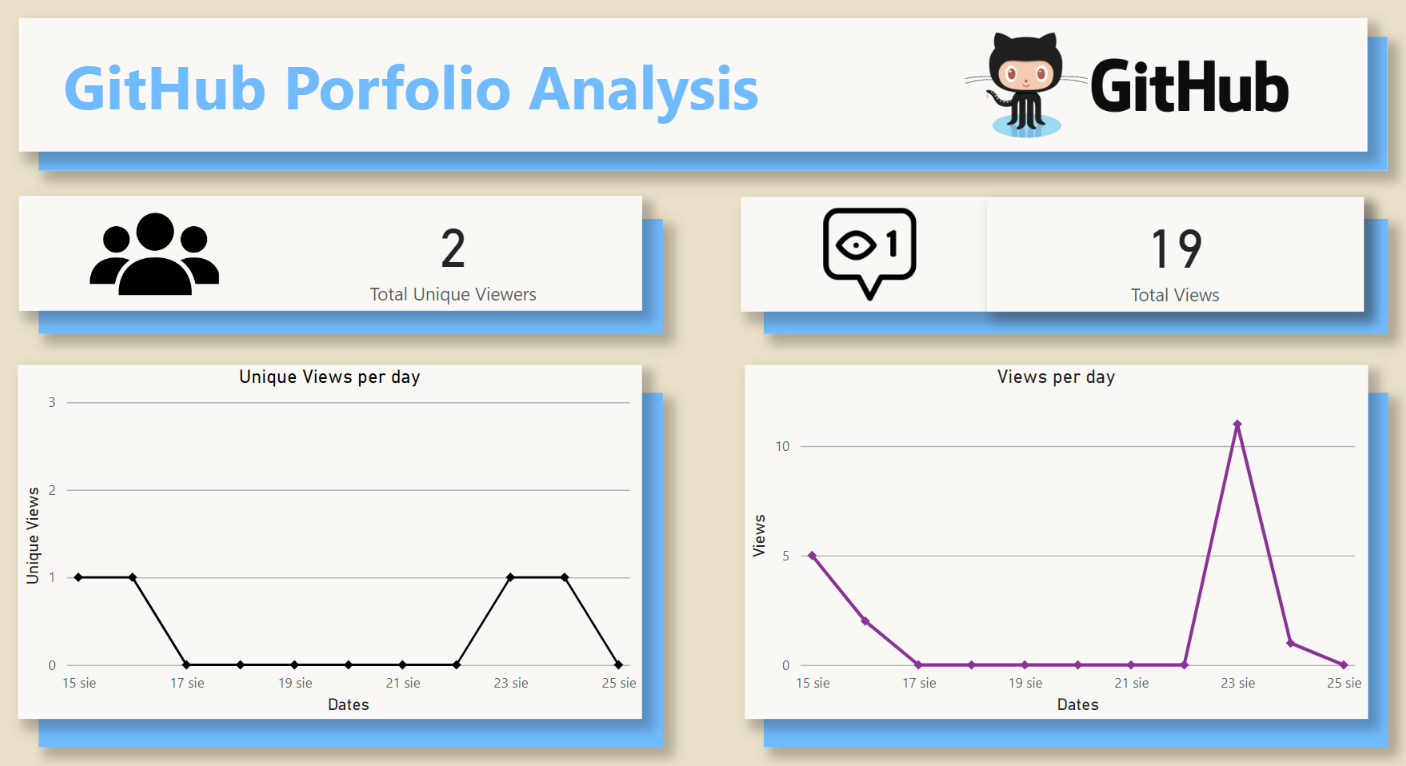 GitHub Porfolio Analysis
GitHub
2
Total Unique Viewers
1
19
Total Views
Unique Views per day
3
2
1
0
Unique Views
15 sie 17 sie 19 sie 21 sie 23 sie 25 sie
Dates
Views per day
10
5
0
Views
15 sie 17 sie 19 sie 21 sie 23 sie 25 sie
Dates